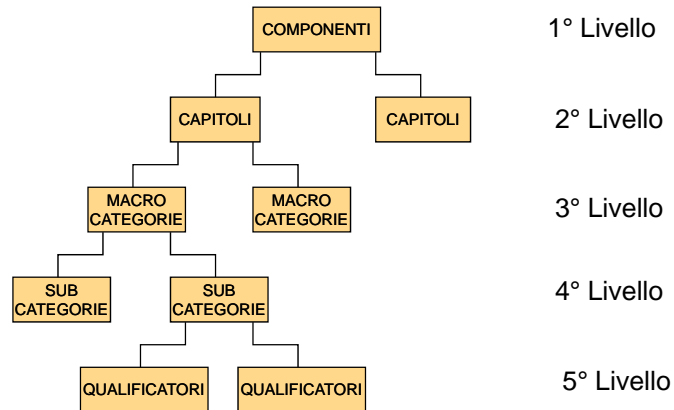 COMPONENTI
1° Livello
CAPITOLI
CAPITOLI
2° Livello
MACRO
CATEGORIE
MACRO
CATEGORIE
3° Livello
SUB
CATEGORIE
SUB
CATEGORIE
4° Livello
QUALIFICATORI
QUALIFICATORI
5° Livello